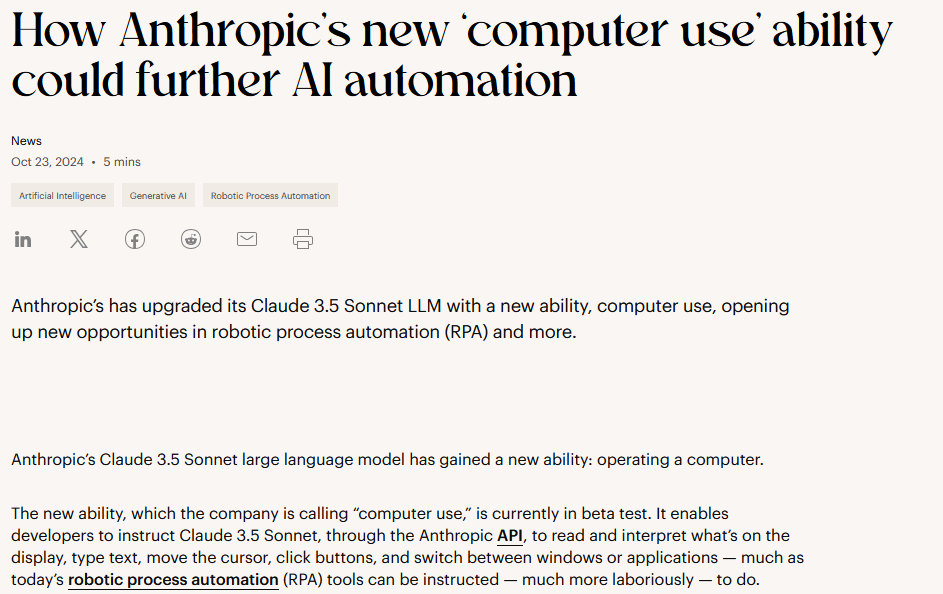 How Anthropic's new 'computer use' ability
could further AI automation
News
Oct 23, 2024 • 5 mins
Artificial Intelligence Generative AI Robotic Process Automation
Anthropic's has upgraded its Claude 3.5 Sonnet LLM with a new ability, computer use, opening
up new opportunities in robotic process automation (RPA) and more.
Anthropic's Claude 3.5 Sonnet large language model has gained a new ability: operating a computer.
The new ability, which the company is calling “computer use,” is currently in beta test. It enables
developers to instruct Claude 3.5 Sonnet, through the Anthropic API, to read and interpret what's on the
display, type text, move the cursor, click buttons, and switch between windows or applications — much as
today's robotic process automation (RPA) tools can be instructed — much more laboriously — to do.